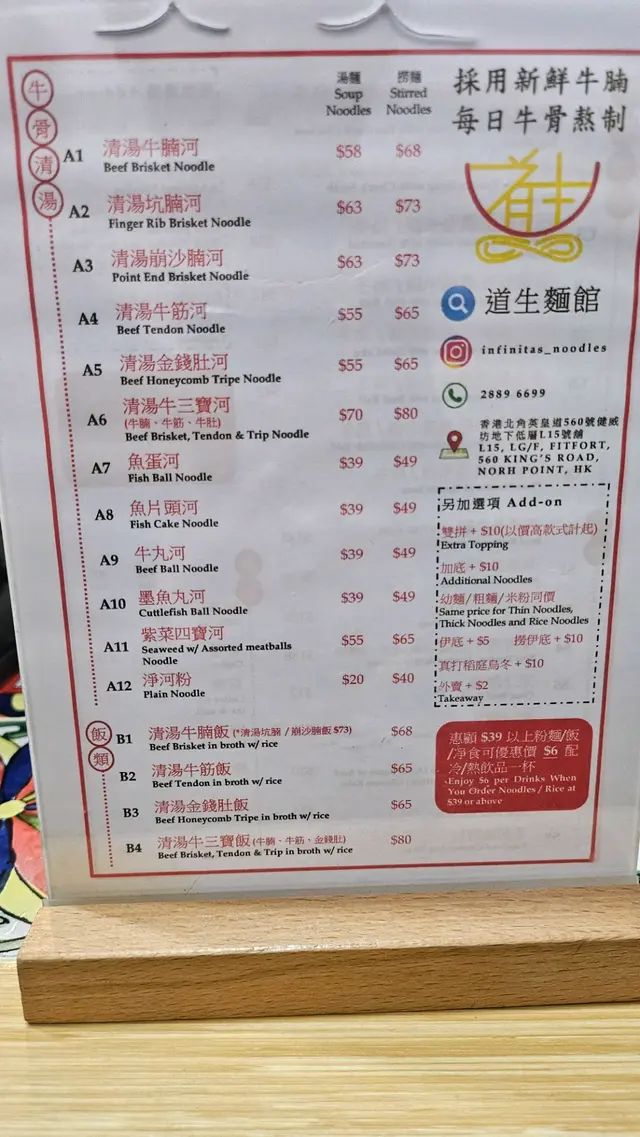 牛骨清湯
湯麵 撈麵
Soup Stirred
Noodles Noodles
A1 清湯牛腩河 $58 $68
Beef Brisket Noodle
A2 清湯坑腩河 $63 $73
Finger Rib Brisket Noodle
A3 清湯崩沙腩河 $63 $73
Point End Brisket Noodle
A4 清湯牛筋河 $55 $65
Beef Tendon Noodle
A5 清湯金錢肚河 $55 $65
Beef Honeycomb Tripe Noodle
A6 清湯牛三寶河 $70 $80
(牛腩、牛筋、牛肚)
Beef Brisket, Tendon & Trip Noodle
A7 魚蛋河 $39 $49
Fish Ball Noodle
A8 魚片頭河 $39 $49
Fish Cake Noodle
A9 牛丸河 $39 $49
Beef Ball Noodle
A10 墨魚丸河 $39 $49
Cuttlefish Ball Noodle
A11 紫菜四寶河 $55 $65
Seaweed w/ Assorted meatballs
Noodle
A12 淨河粉 $20 $40
Plain Noodle
飯類
B1 清湯牛腩飯 (*清湯坑腩 / 崩沙腩飯 $73) $68
Beef Brisket in broth w/ rice
B2 清湯牛筋飯 $65
Beef Tendon in broth w/ rice
B3 清湯金錢肚飯 $65
Beef Honeycomb Tripe in broth w/ rice
B4 清湯牛三寶飯 (牛腩、牛筋、金錢肚) $80
Beef Brisket, Tendon & Trip in broth w/ rice
採用新鮮牛腩
每日牛骨熬制
道生
道生麵館
infinitas_noodles
2889 6699
香港北角英皇道560號健威
坊地下低層L15號舖
L15, LG/F, FITFORT,
560 KING'S ROAD,
NORH POINT, HK
另加選項 Add-on
雙拼 + $10(以價高款式計起)
Extra Topping
加底 + $10
Additional Noodles
幼麵/粗麵/米粉同價
Same price for Thin Noodles,
Thick Noodles and Rice Noodles
伊底 + $5 撈伊底 + $10
真打稻庭烏冬 + $10
外賣 + $2
Takeaway
惠顧 $39 以上粉麵/飯
/淨食可優惠價 $6 配
冷/熱飲品一杯
Enjoy $6 per Drinks When
You Order Noodles / Rice at
$39 or above